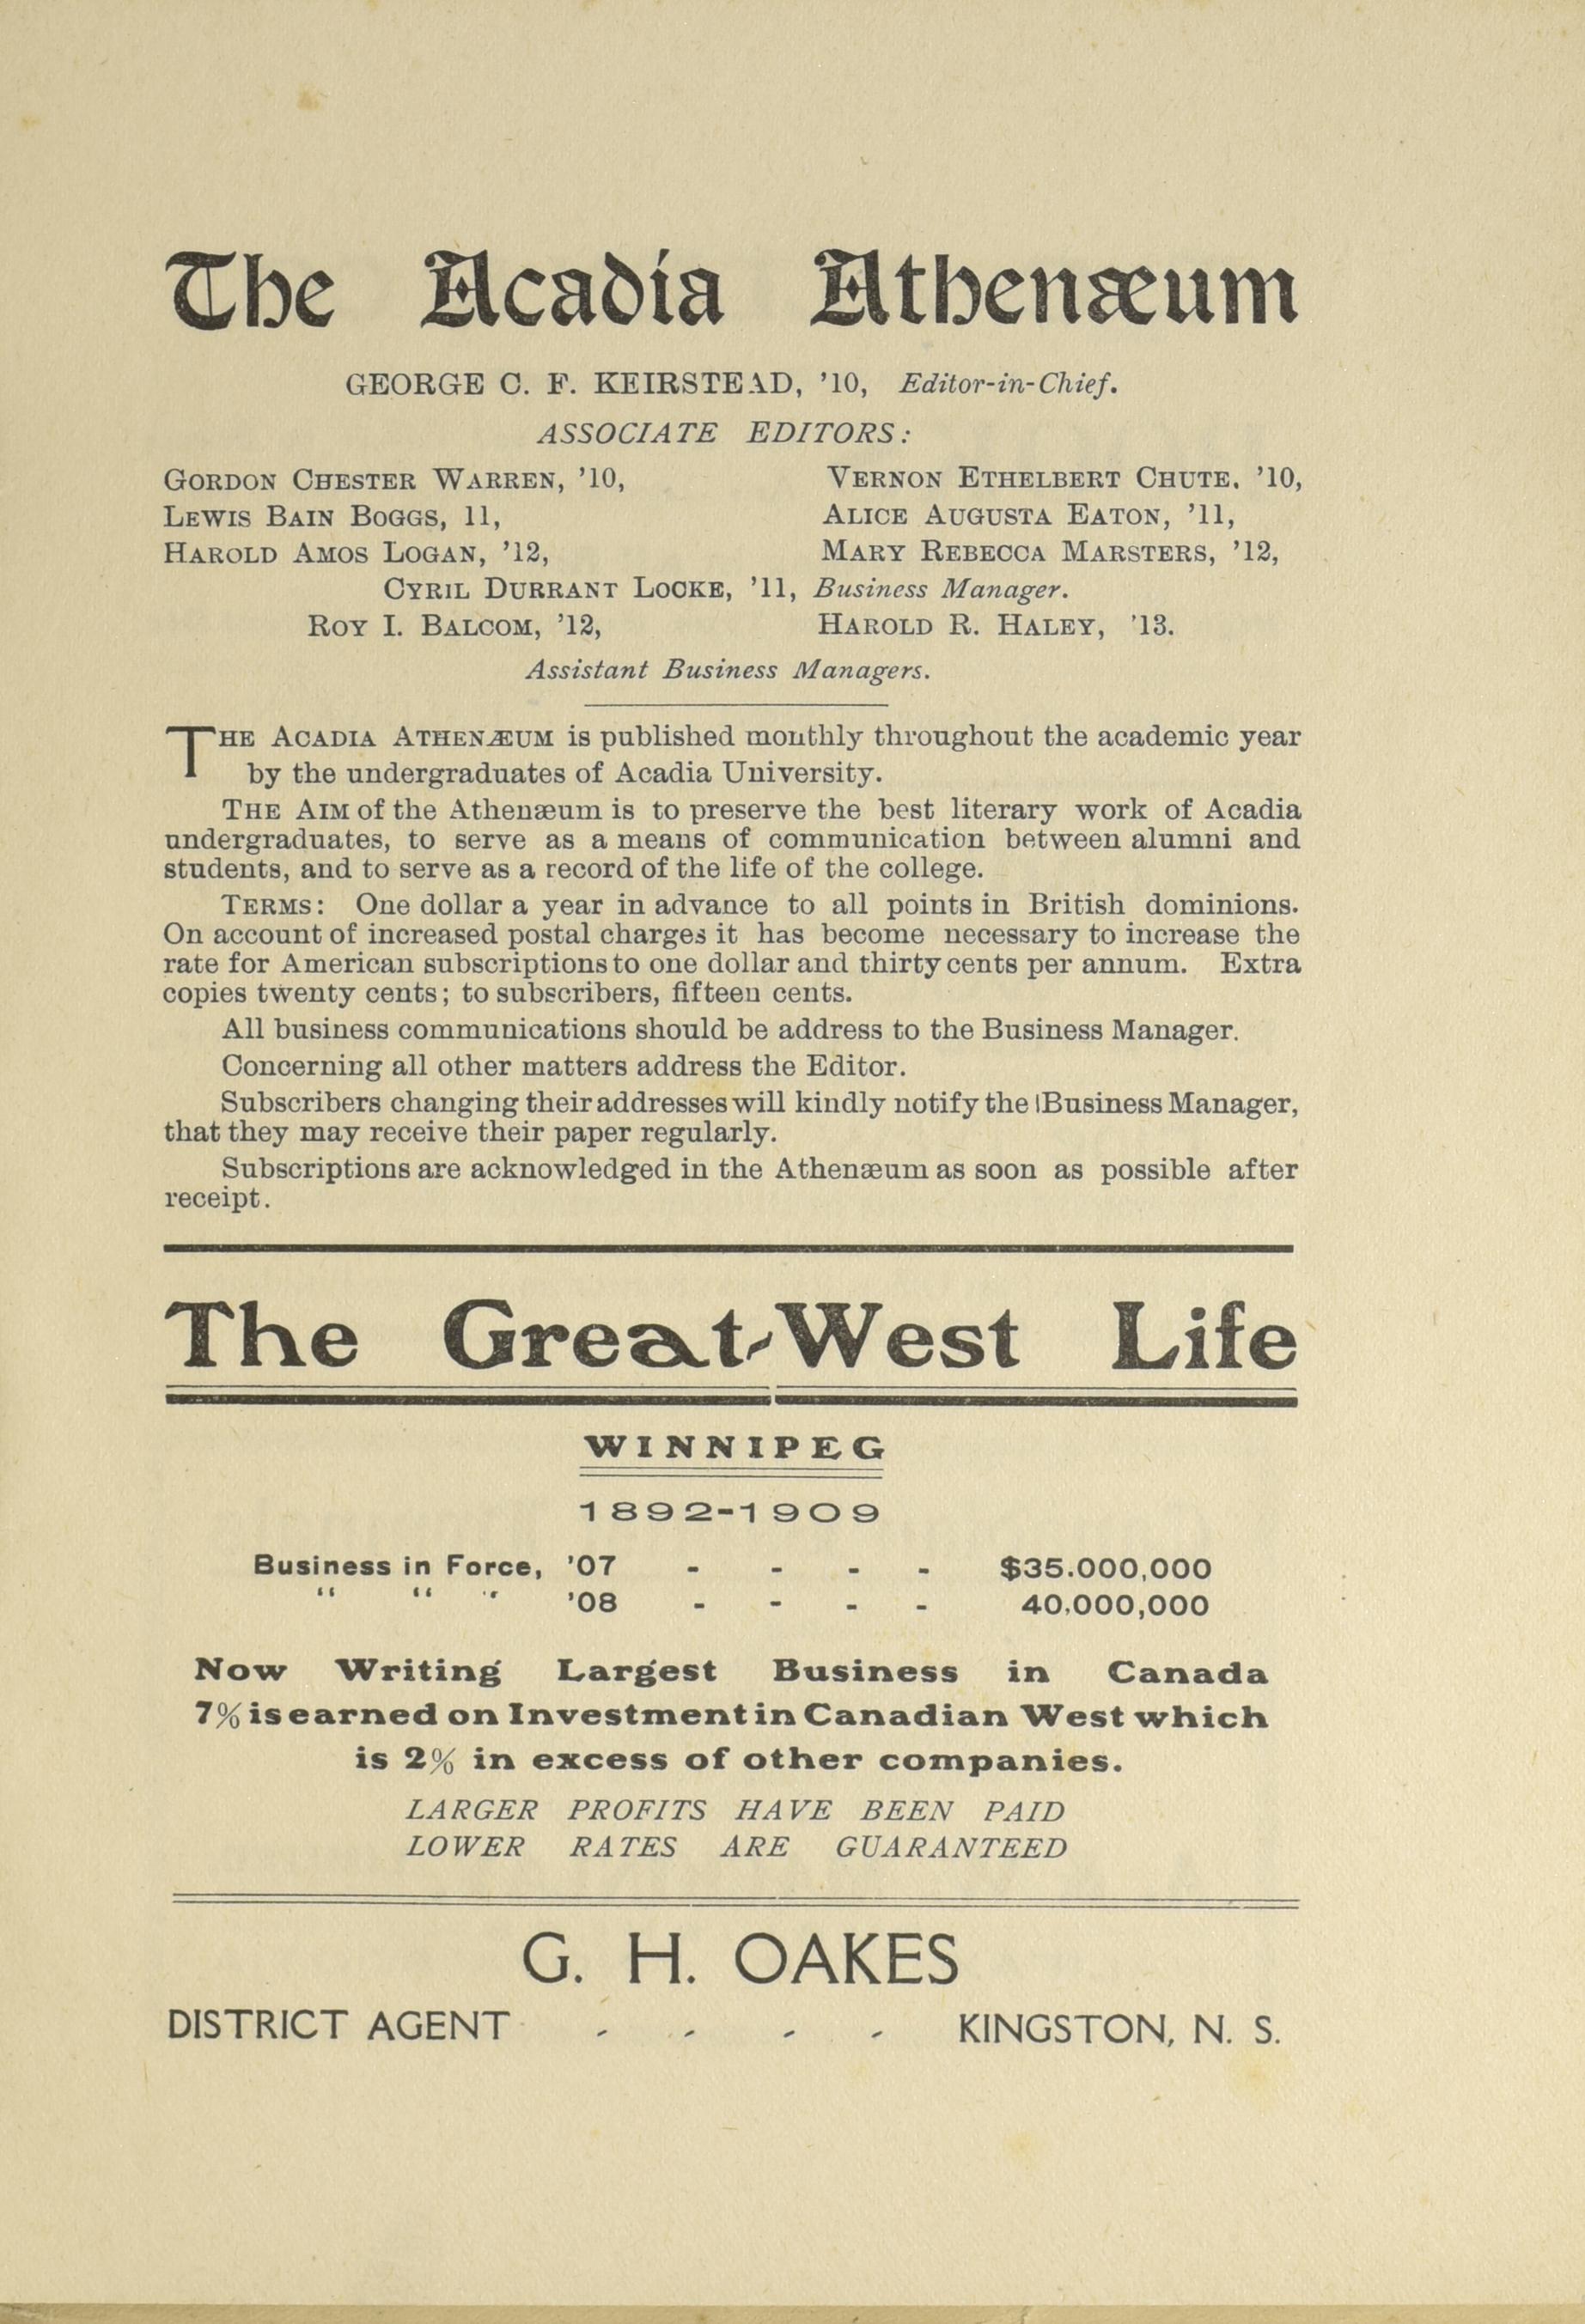 The Acadia Athenæum
GEORGE C. F. KEIRSTEAD, ’10, Editor-in-Chief.
ASSOCIATE EDITORS:
GORDON CHESTER WARREN, ’10, VERNON ETHELBERT CHUTE. ’10,
LEWIS BAIN BOGGS, 11, ALICE AUGUSTA EATON, ’11,
HAROLD AMOS LOGAN, ’12, MARY REBECCA MARSTERS, ’12,
CYRIL DURRANT LOCKE, ’11, Business Manager.
ROY I. BALCOM, ’12, HAROLD R. HALEY, ’13.
Assistant Business Managers.
THE ACADIA ATHENÆUM is published monthly throughout the academic year
by the undergraduates of Acadia University.
THE AIM of the Athenæum is to preserve the best literary work of Acadia
undergraduates, to serve as a means of communication between alumni and
students, and to serve as a record of the life of the college.
TERMS: One dollar a year in advance to all points in British dominions.
On account of increased postal charges it has become necessary to increase the
rate for American subscriptions to one dollar and thirty cents per annum. Extra
copies twenty cents; to subscribers, fifteen cents.
All business communications should be address to the Business Manager.
Concerning all other matters address the Editor.
Subscribers changing their addresses will kindly notify the Business Manager,
that they may receive their paper regularly.
Subscriptions are acknowledged in the Athenæum as soon as possible after
receipt.
The Great-West Life
WINNIPEG
1892-1909
Business in Force, ’07 - - - - $35.000,000
“ “ “ ’08 - - - - 40,000,000
Now Writing Largest Business in Canada
7% is earned on Investment in Canadian West which
is 2% in excess of other companies.
LARGER PROFITS HAVE BEEN PAID
LOWER RATES ARE GUARANTEED
G. H. OAKES
DISTRICT AGENT - - - - KINGSTON, N. S.